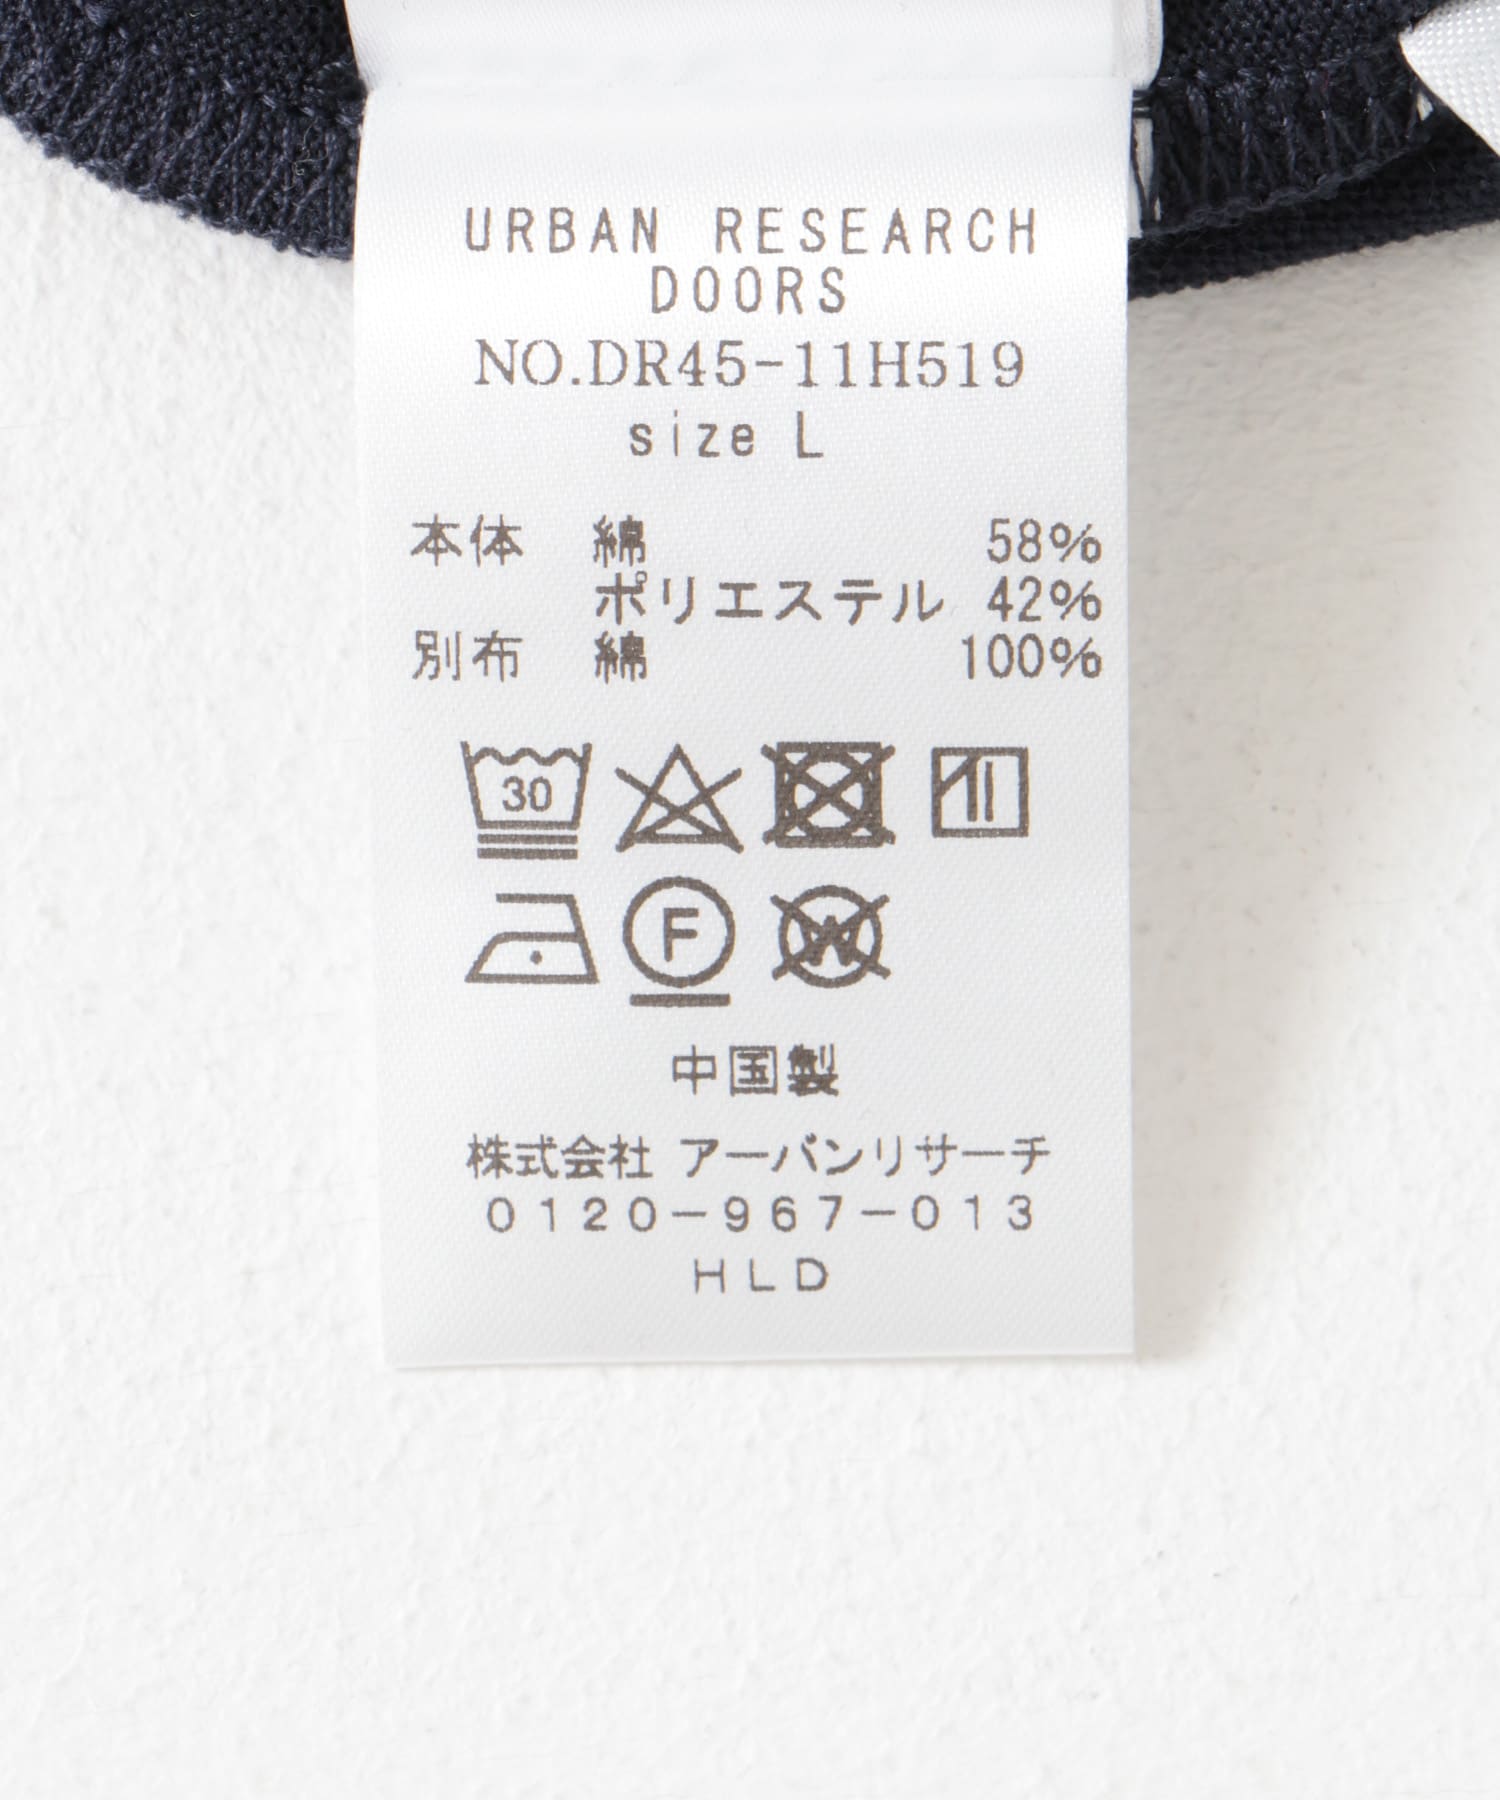 URBAN RESEARCH
DOORS
NO.DR45-11H519
size L
本体 綿 58%
ポリエステル 42%
別布 綿 100%
30
F
W
中国製
株式会社 アーバンリサーチ
0120-967-013
HLD